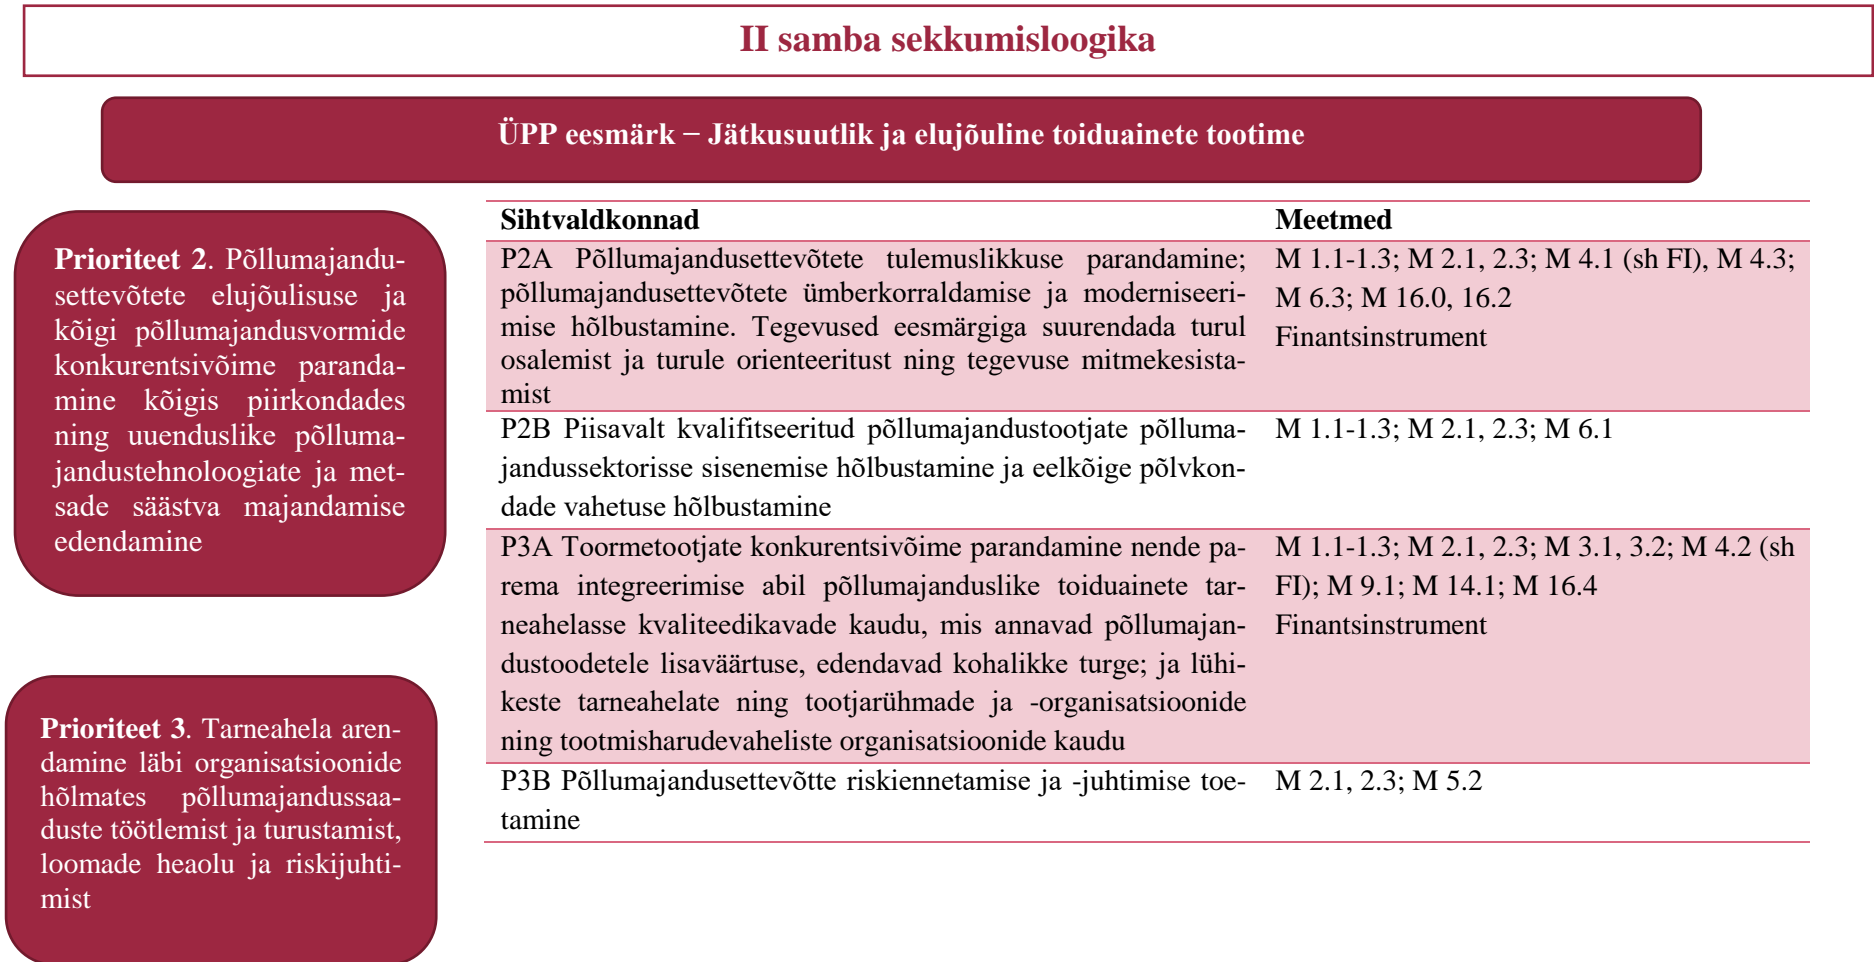 II samba sekkumisloogika
ÜPP eesmärk − Jätkusuutlik ja elujõuline toiduainete tootime
Prioriteet 2. Põllumajandu-
settevõtete elujõulisuse ja
kõigi põllumajandusvormide
konkurentsivõime paranda-
mine kõigis piirkondades
ning uuenduslike põlluma-
jandustehnoloogiate ja met-
sade säästva majandamise
edendamine
Prioriteet 3. Tarneahela aren-
damine läbi organisatsioonide
hõlmates põllumajandussaa-
duste töötlemist ja turustamist,
loomade heaolu ja riskijuhti-
mist
Sihtvaldkonnad
Meetmed
P2A Põllumajandusettevõtete tulemuslikkuse parandamine;
põllumajandusettevõtete ümberkorraldamise ja moderniseeri-
mise hõlbustamine. Tegevused eesmärgiga suurendada turul
osalemist ja turule orienteeritust ning tegevuse mitmekesista-
mist
M 1.1-1.3; M 2.1, 2.3; M 4.1 (sh FI), M 4.3;
M 6.3; M 16.0, 16.2
Finantsinstrument
P2B Piisavalt kvalifitseeritud põllumajandustootjate põlluma-
jandussektorisse sisenemise hõlbustamine ja eelkõige põlvkon-
dade vahetuse hõlbustamine
M 1.1-1.3; M 2.1, 2.3; M 6.1
P3A Toormetootjate konkurentsivõime parandamine nende pa-
rema integreerimise abil põllumajanduslike toiduainete tar-
neahelasse kvaliteedikavade kaudu, mis annavad põllumajan-
dustoodetele lisaväärtuse, edendavad kohalikke turge; ja lühi-
keste tarneahelate ning tootjarühmade ja -organisatsioonide
ning tootmisharudevaheliste organisatsioonide kaudu
M 1.1-1.3; M 2.1, 2.3; M 3.1, 3.2; M 4.2 (sh
FI); M 9.1; M 14.1; M 16.4
Finantsinstrument
P3B Põllumajandusettevõtte riskiennetamise ja -juhtimise toe-
tamine
M 2.1, 2.3; M 5.2